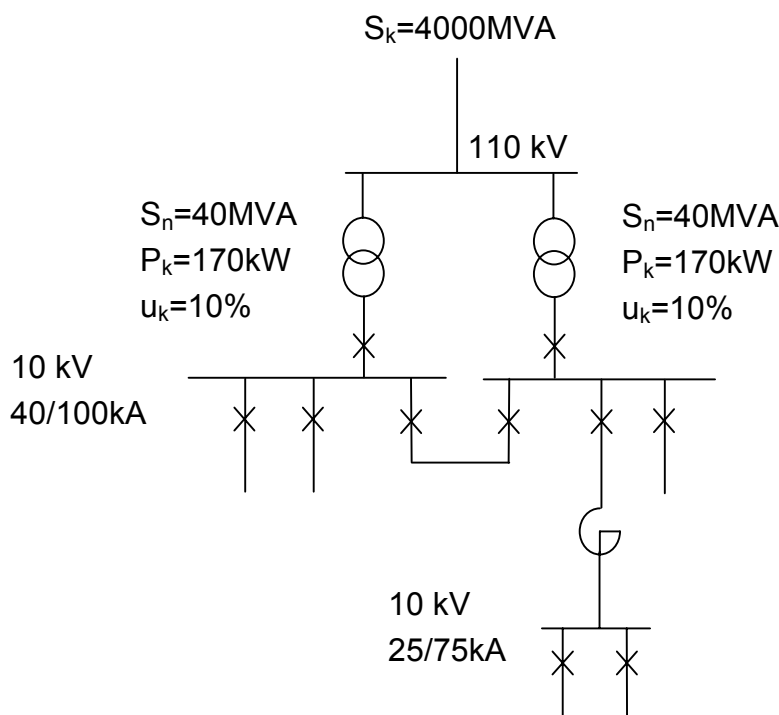 Sₖ=4000MVA
110 kV
Sₙ=40MVA
Pₖ=170kW
uₖ=10%
Sₙ=40MVA
Pₖ=170kW
uₖ=10%
10 kV
40/100kA
10 kV
25/75kA